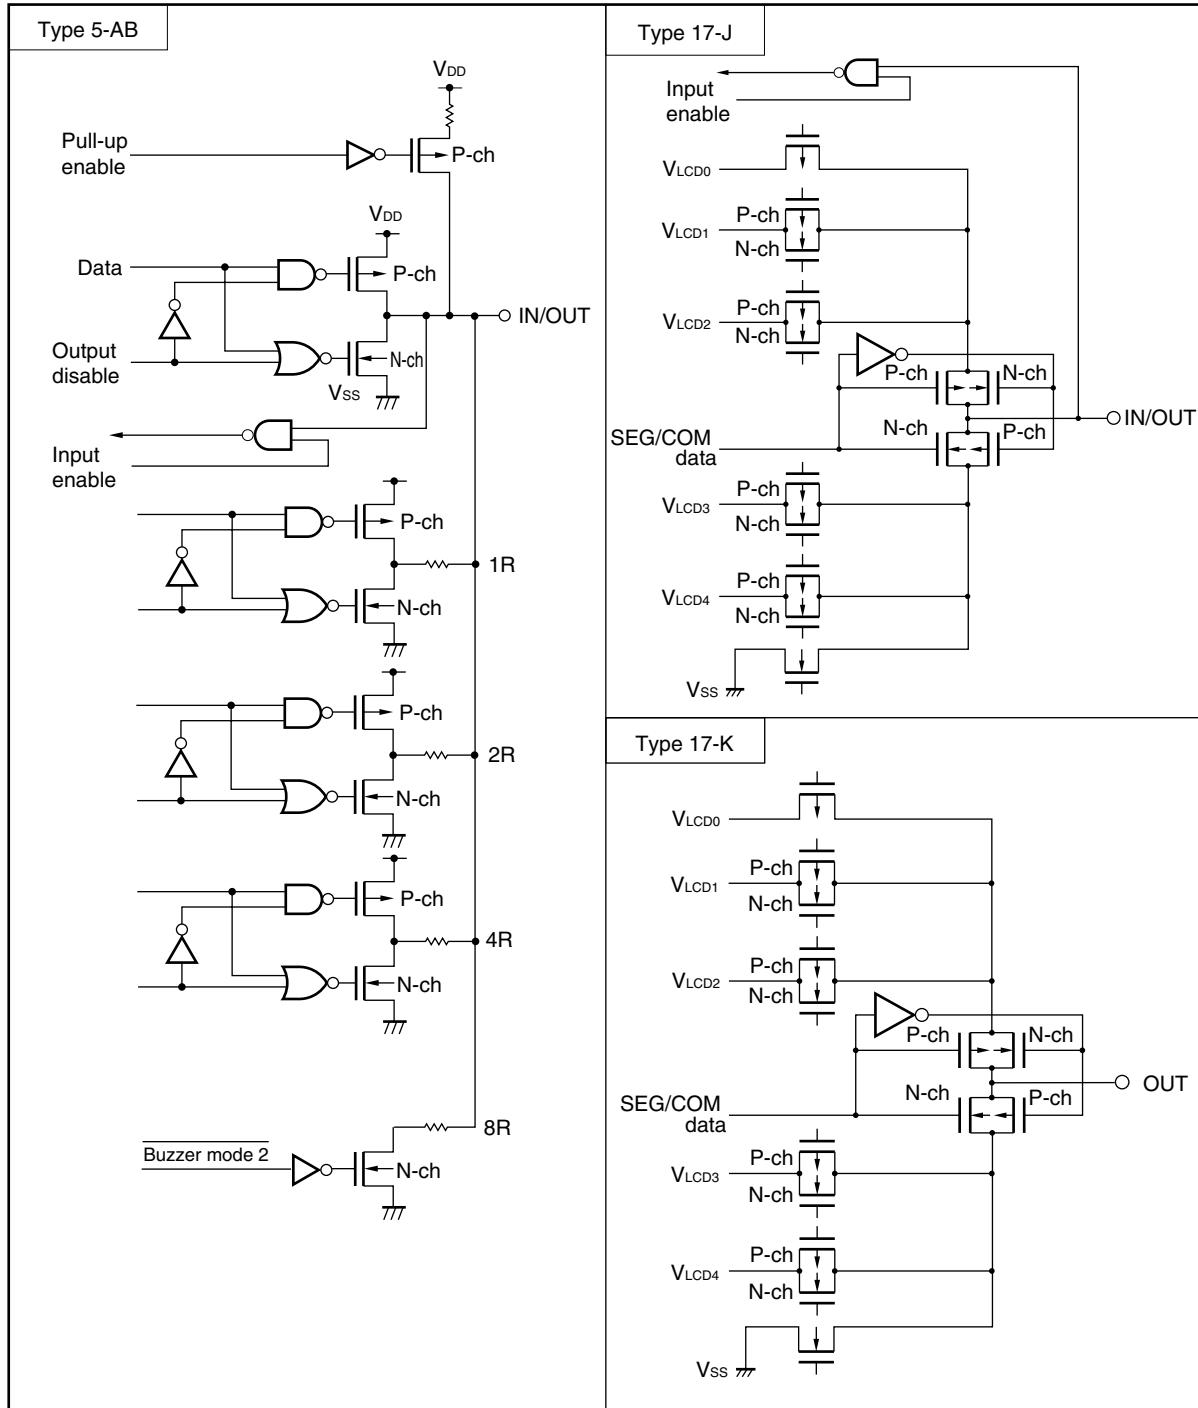 Type 5-AB
VDD
Pull-up
enable
P-ch
VDD
Data
P-ch
IN/OUT
Output
disable
N-ch
VSS
Input
enable
P-ch
1R
N-ch
P-ch
2R
N-ch
P-ch
4R
N-ch
8R
Buzzer mode 2
N-ch
Type 17-J
Input
enable
VLCD0
P-ch
VLCD1
N-ch
P-ch
VLCD2
N-ch
P-ch
N-ch
IN/OUT
N-ch
P-ch
SEG/COM
data
P-ch
VLCD3
N-ch
P-ch
VLCD4
N-ch
VSS
Type 17-K
VLCD0
P-ch
VLCD1
N-ch
P-ch
VLCD2
N-ch
P-ch
N-ch
OUT
N-ch
P-ch
SEG/COM
data
P-ch
VLCD3
N-ch
P-ch
VLCD4
N-ch
VSS